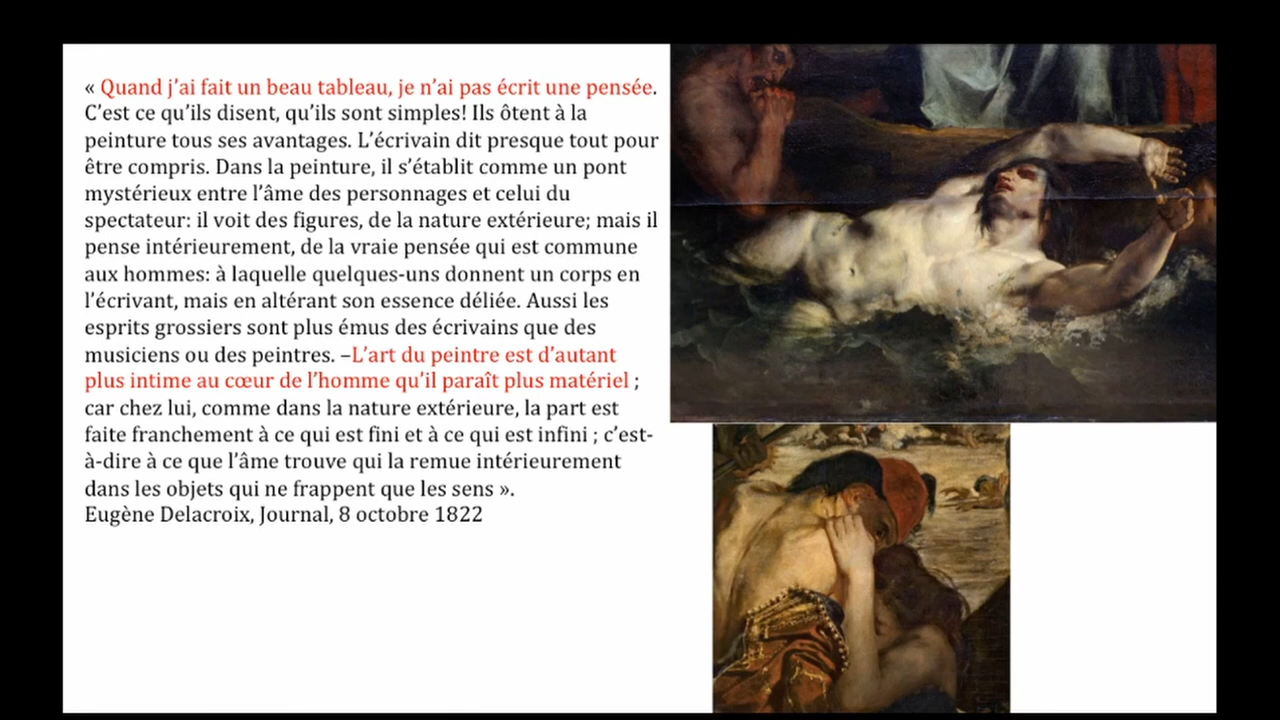 « Quand j’ai fait un beau tableau, je n’ai pas écrit une pensée.
C’est ce qu’ils disent, qu’ils sont simples! Ils ôtent à la
peinture tous ses avantages. L’écrivain dit presque tout pour
être compris. Dans la peinture, il s’établit comme un pont
mystérieux entre l’âme des personnages et celui du
spectateur: il voit des figures, de la nature extérieure; mais il
pense intérieurement, de la vraie pensée qui est commune
aux hommes: à laquelle quelques-uns donnent un corps en
l’écrivant, mais en altérant son essence déliée. Aussi les
esprits grossiers sont plus émus des écrivains que des
musiciens ou des peintres. –L’art du peintre est d’autant
plus intime au cœur de l’homme qu’il paraît plus matériel ;
car chez lui, comme dans la nature extérieure, la part est
faite franchement à ce qui est fini et à ce qui est infini ; c’est-
à-dire à ce que l’âme trouve qui la remue intérieurement
dans les objets qui ne frappent que les sens ».
Eugène Delacroix, Journal, 8 octobre 1822